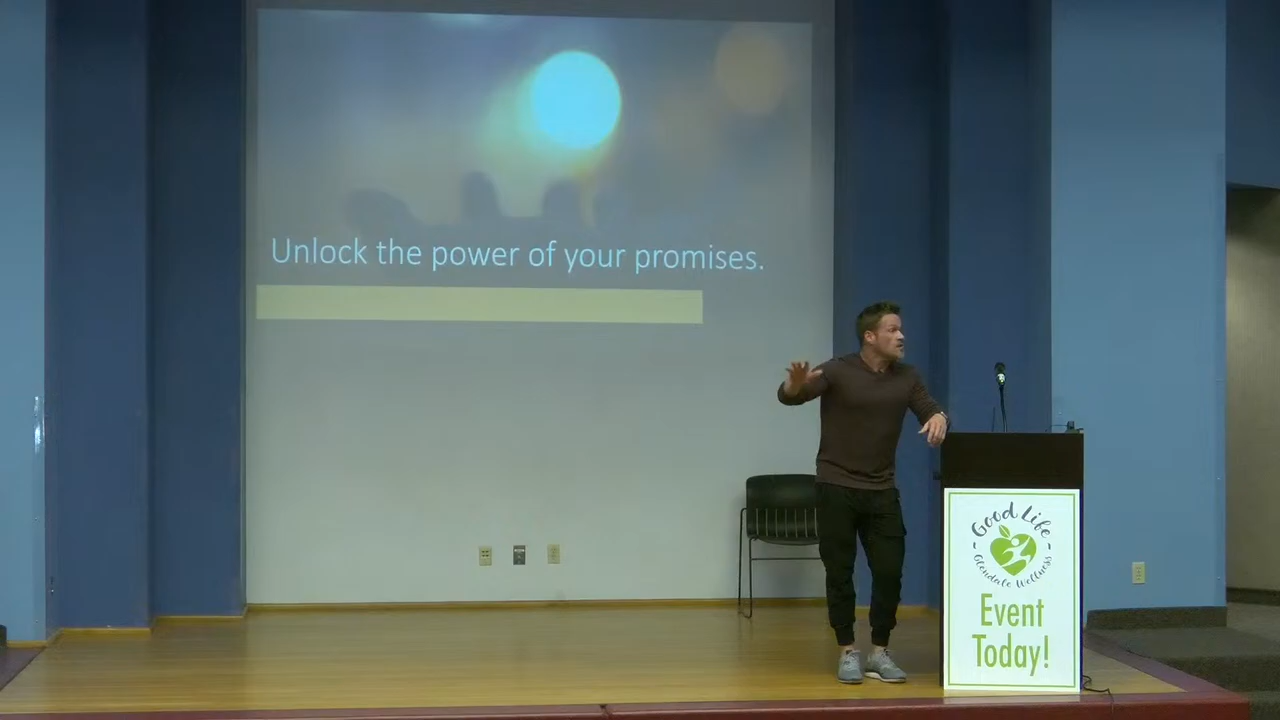 Unlock the power of your promises.
- Good Life -
Glendale Wellness
Event
Today!